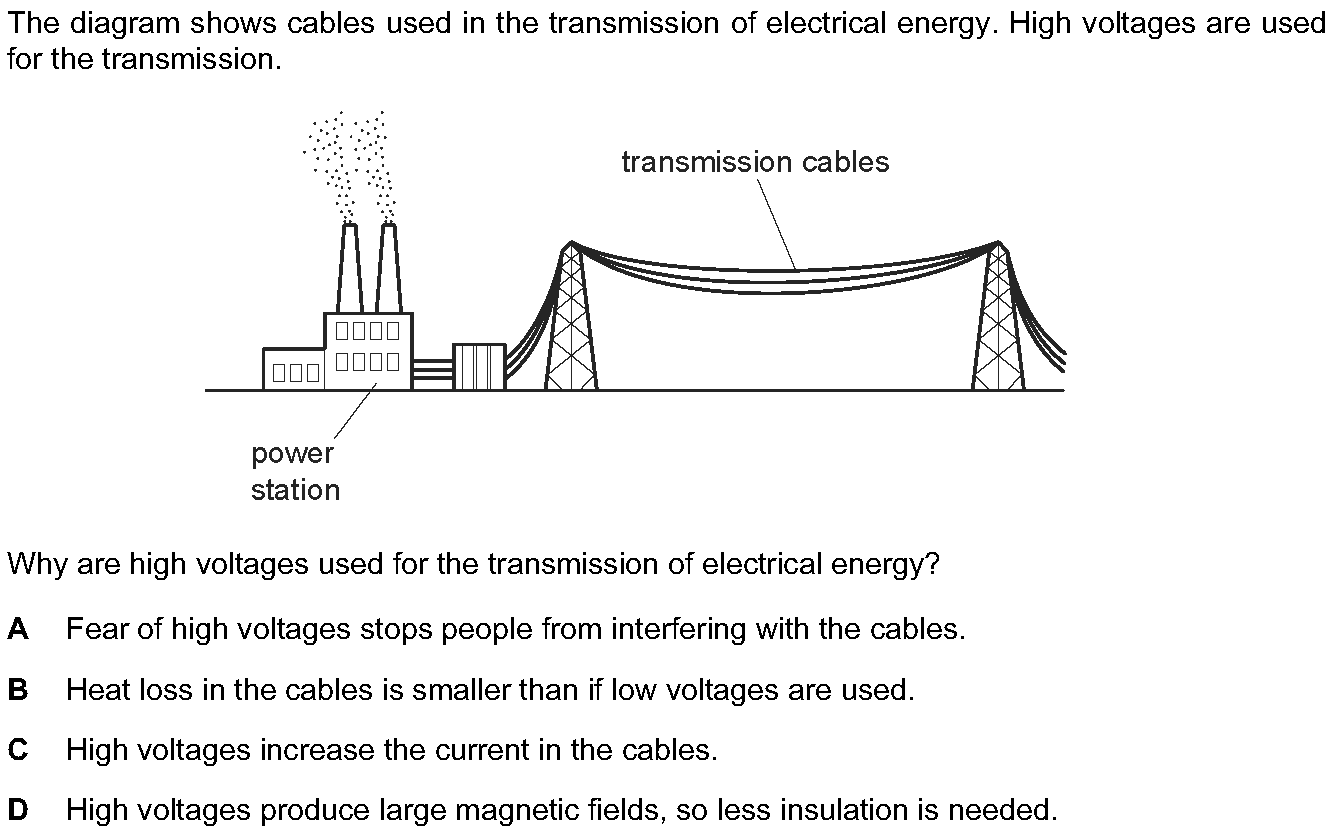 The diagram shows cables used in the transmission of electrical energy. High voltages are used
for the transmission.
transmission cables
power
station
Why are high voltages used for the transmission of electrical energy?
A Fear of high voltages stops people from interfering with the cables.
B Heat loss in the cables is smaller than if low voltages are used.
C High voltages increase the current in the cables.
D High voltages produce large magnetic fields, so less insulation is needed.